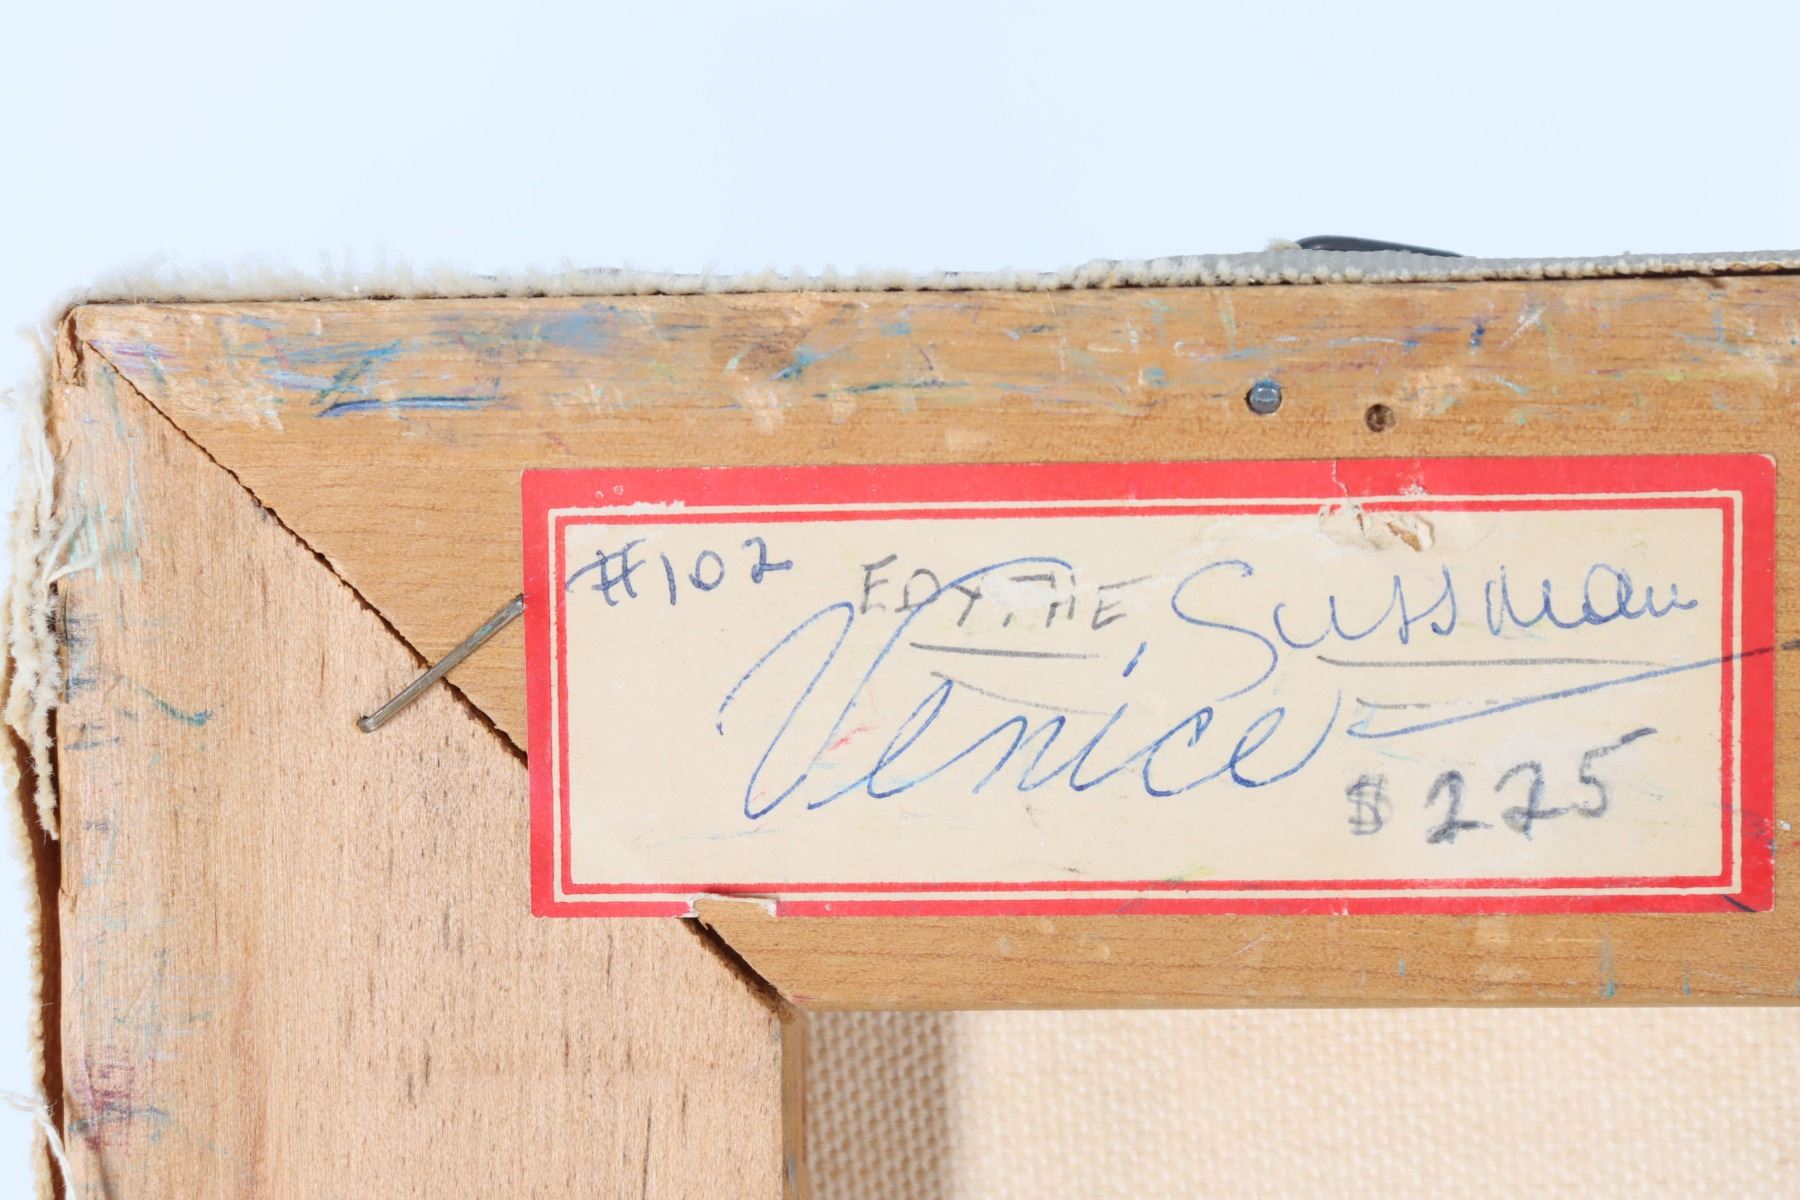 #102 EDYTHE Sussman
Venice
$225